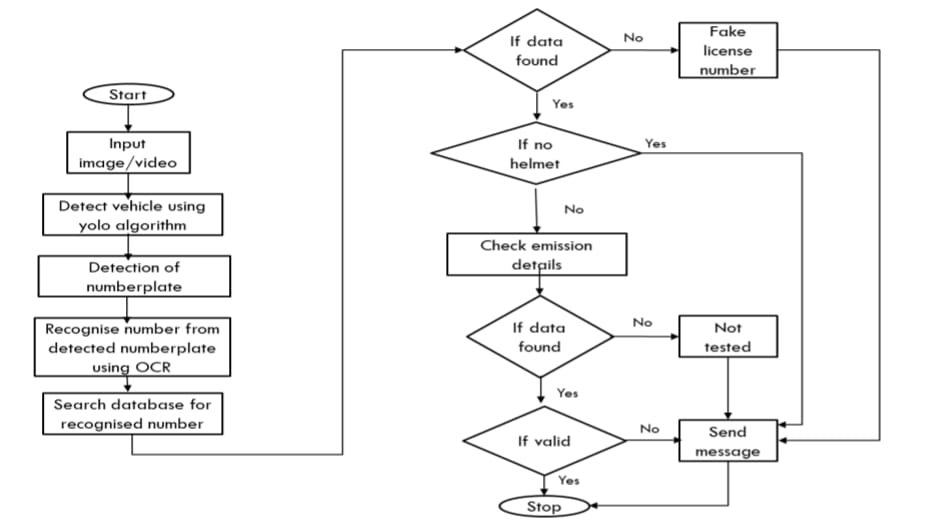 Start
Input
image/video
Detect vehicle using
yolo algorithm
Detection of
numberplate
Recognise number from
detected numberplate
using OCR
Search database for
recognised number
If data
found
No
Fake
license
number
Yes
If no
helmet
Yes
No
Check emission
details
If data
found
No
Not
tested
Yes
If valid
No
Send
message
Yes
Stop